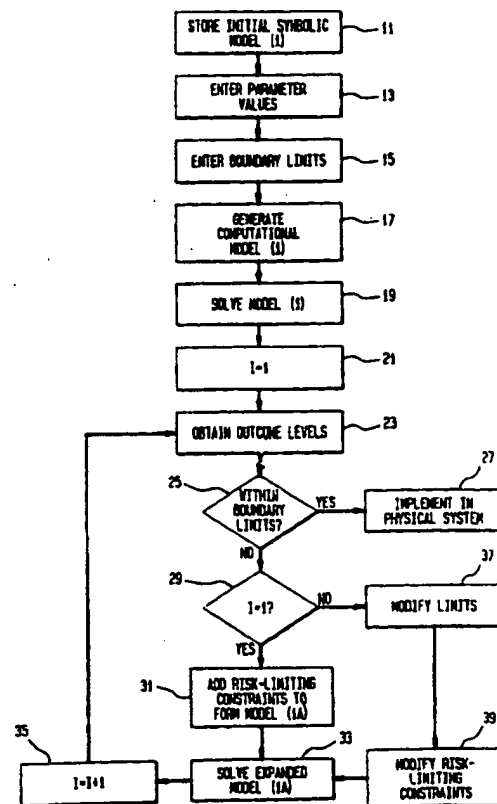 STORE INITIAL SYMBOLIC
MODEL (1)
11
ENTER PARAMETER
VALUES
13
ENTER BOUNDARY LIMITS
15
GENERATE
COMPUTATIONAL
MODEL (1)
17
SOLVE MODEL (1)
19
I=1
21
OBTAIN OUTCOME LEVELS
23
25
WITHIN
BOUNDARY
LIMITS?
YES
27
IMPLEMENT IN
PHYSICAL SYSTEM
NO
29
I=1?
NO
37
MODIFY LIMITS
YES
31
ADD RISK-LIMITING
CONSTRAINTS TO
FORM MODEL (1A)
35
I=I+1
33
SOLVE EXPANDED
MODEL (1A)
39
MODIFY RISK-
LIMITING
CONSTRAINTS